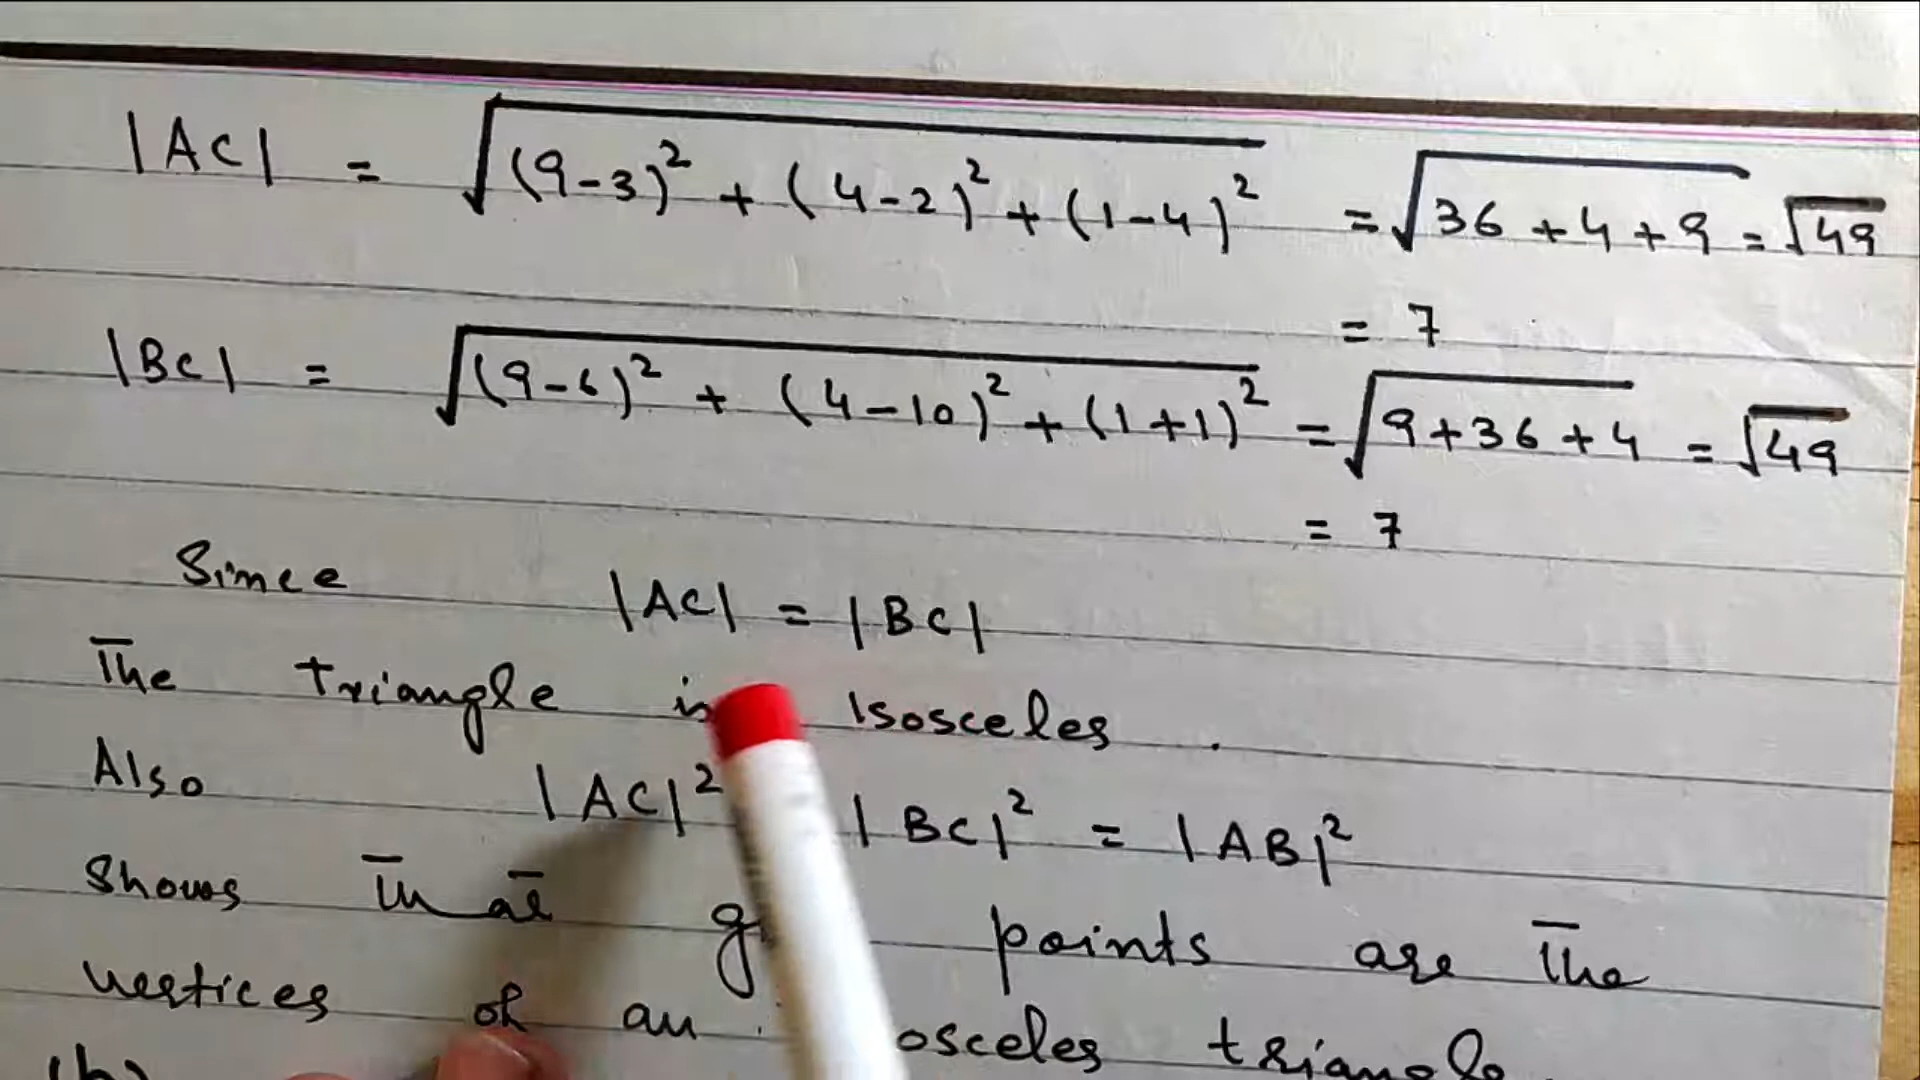 |AC| = √(9-3)² + (4-2)² + (1-4)² = √36+4+9 = √49
= 7
|BC| = √(9-6)² + (4-10)² + (1+1)² = √9+36+4 = √49
= 7
Since |AC| = |BC|
The triangle is Isosceles.
Also |AC|² |BC|² = |AB|²
Shows that points are The
vertices of an osceles triangle
(b)